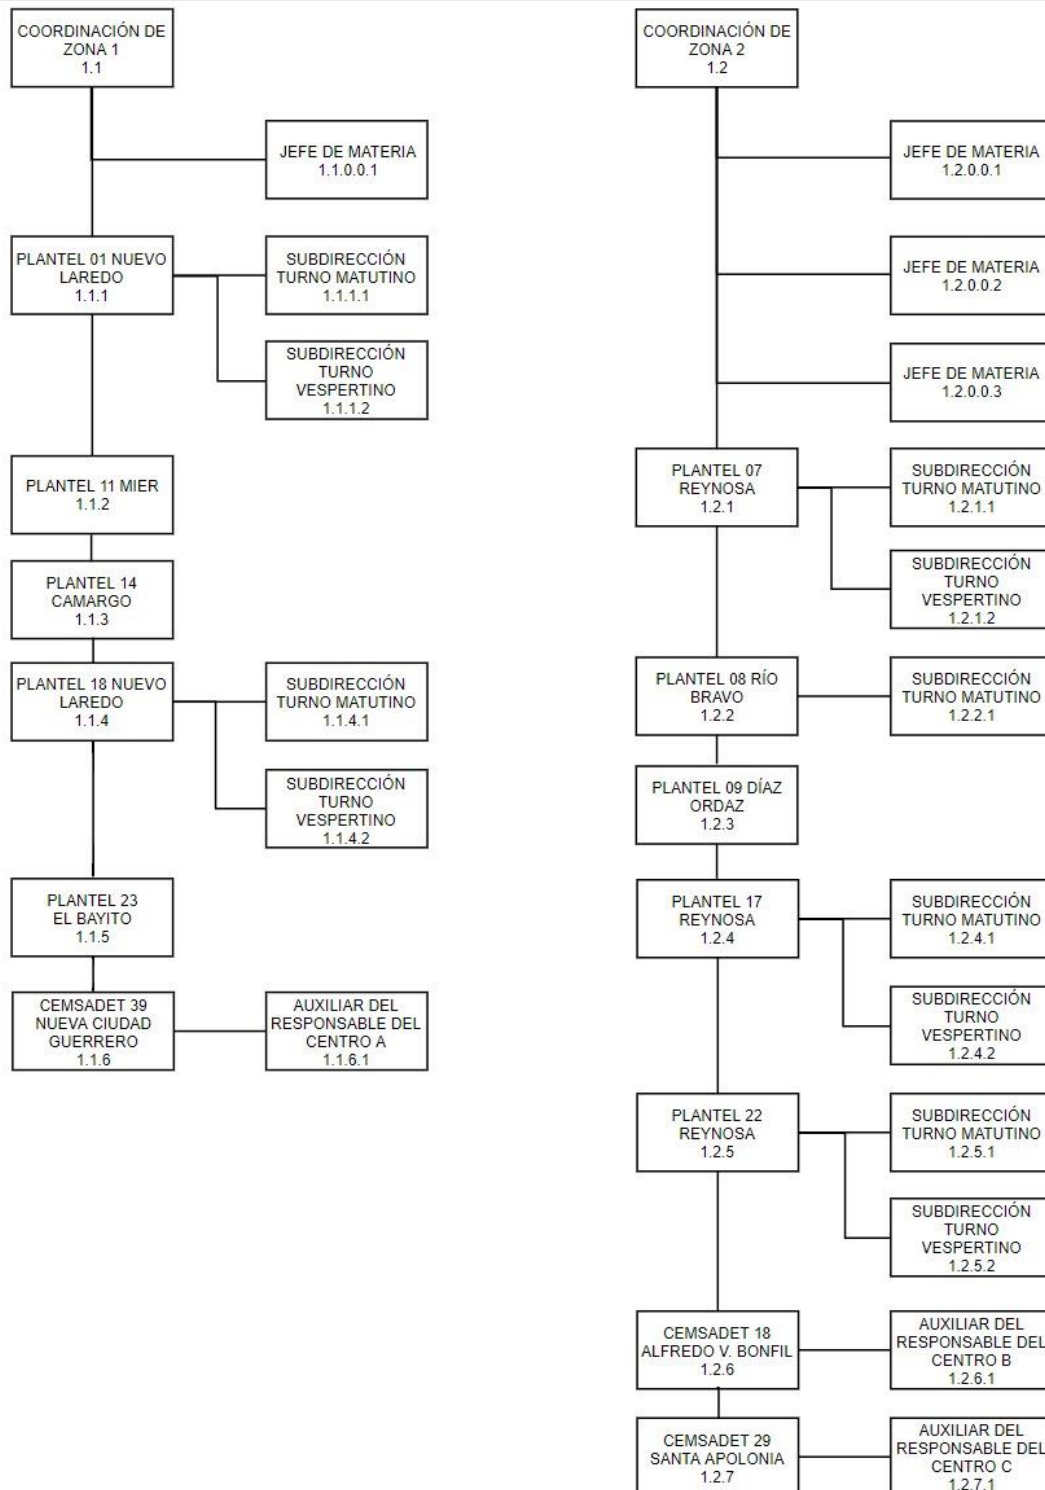 COORDINACIÓN DE
ZONA 1
1.1
JEFE DE MATERIA
1.1.0.0.1
PLANTEL 01 NUEVO
LAREDO
1.1.1
SUBDIRECCIÓN
TURNO MATUTINO
1.1.1.1
SUBDIRECCIÓN
TURNO
VESPERTINO
1.1.1.2
PLANTEL 11 MIER
1.1.2
PLANTEL 14
CAMARGO
1.1.3
PLANTEL 18 NUEVO
LAREDO
1.1.4
SUBDIRECCIÓN
TURNO MATUTINO
1.1.4.1
SUBDIRECCIÓN
TURNO
VESPERTINO
1.1.4.2
PLANTEL 23
EL BAYITO
1.1.5
CEMSADET 39
NUEVA CIUDAD
GUERRERO
1.1.6
AUXILIAR DEL
RESPONSABLE DEL
CENTRO A
1.1.6.1
COORDINACIÓN DE
ZONA 2
1.2
JEFE DE MATERIA
1.2.0.0.1
JEFE DE MATERIA
1.2.0.0.2
JEFE DE MATERIA
1.2.0.0.3
PLANTEL 07
REYNOSA
1.2.1
SUBDIRECCIÓN
TURNO MATUTINO
1.2.1.1
SUBDIRECCIÓN
TURNO
VESPERTINO
1.2.1.2
PLANTEL 08 RÍO
BRAVO
1.2.2
SUBDIRECCIÓN
TURNO MATUTINO
1.2.2.1
PLANTEL 09 DÍAZ
ORDAZ
1.2.3
PLANTEL 17
REYNOSA
1.2.4
SUBDIRECCIÓN
TURNO MATUTINO
1.2.4.1
SUBDIRECCIÓN
TURNO
VESPERTINO
1.2.4.2
PLANTEL 22
REYNOSA
1.2.5
SUBDIRECCIÓN
TURNO MATUTINO
1.2.5.1
SUBDIRECCIÓN
TURNO
VESPERTINO
1.2.5.2
CEMSADET 18
ALFREDO V. BONFIL
1.2.6
AUXILIAR DEL
RESPONSABLE DEL
CENTRO B
1.2.6.1
CEMSADET 29
SANTA APOLONIA
1.2.7
AUXILIAR DEL
RESPONSABLE DEL
CENTRO C
1.2.7.1